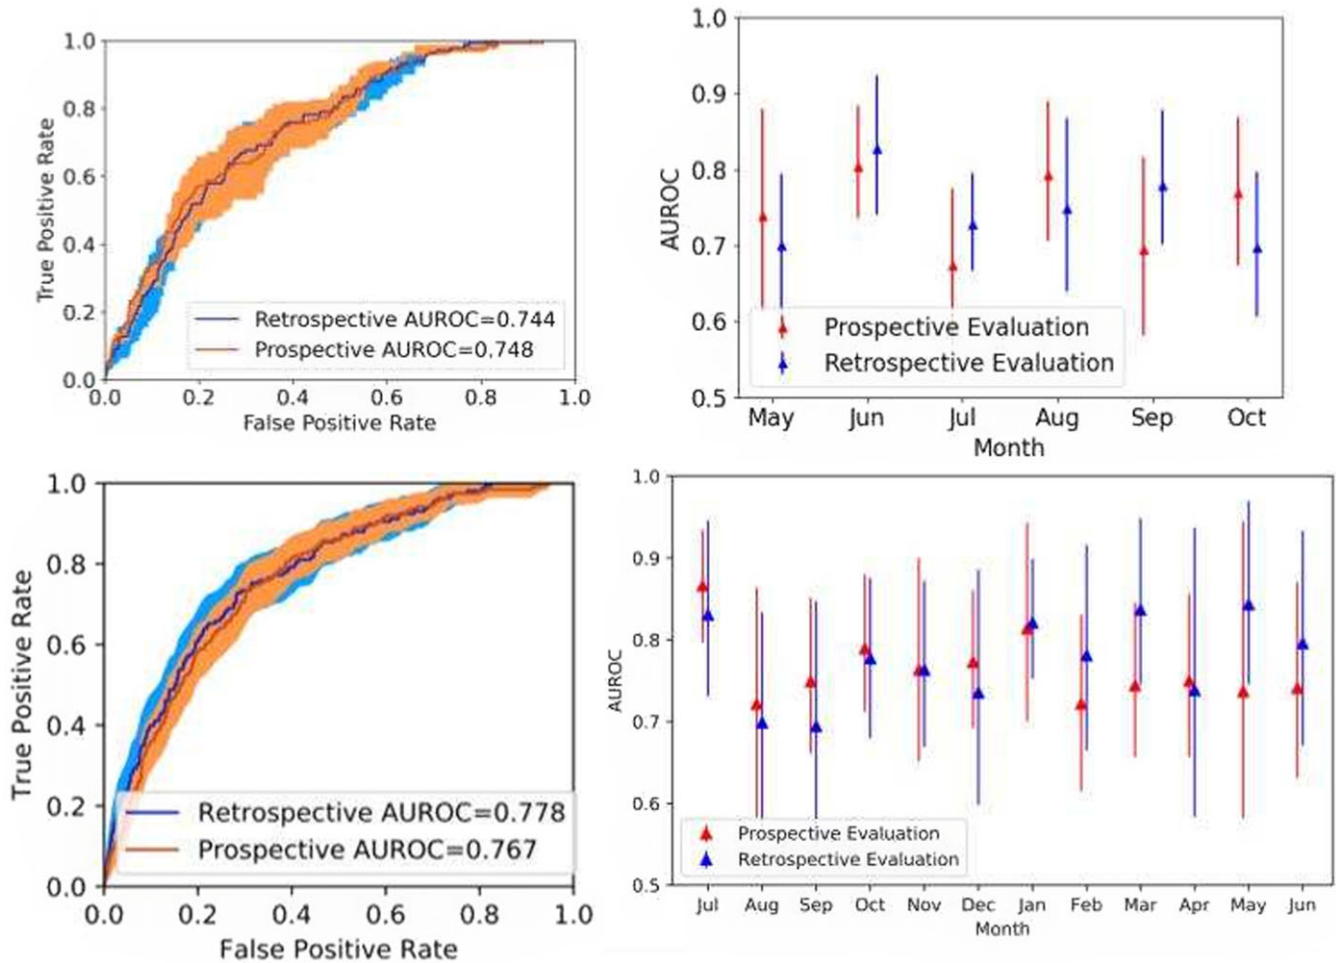 1.0
0.8
0.6
0.4
0.2
0.0
True Positive Rate
Retrospective AUROC=0.744
Prospective AUROC=0.748
0.0 0.2 0.4 0.6 0.8 1.0
False Positive Rate
1.0
0.9
0.8
0.7
0.6
0.5
AUROC
Prospective Evaluation
Retrospective Evaluation
May Jun Jul Aug Sep Oct
Month
1.0
0.8
0.6
0.4
0.2
0.0
True Positive Rate
Retrospective AUROC=0.778
Prospective AUROC=0.767
0.0 0.2 0.4 0.6 0.8 1.0
False Positive Rate
1.0
0.9
0.8
0.7
0.6
0.5
AUROC
Prospective Evaluation
Retrospective Evaluation
Jul Aug Sep Oct Nov Dec Jan Feb Mar Apr May Jun
Month